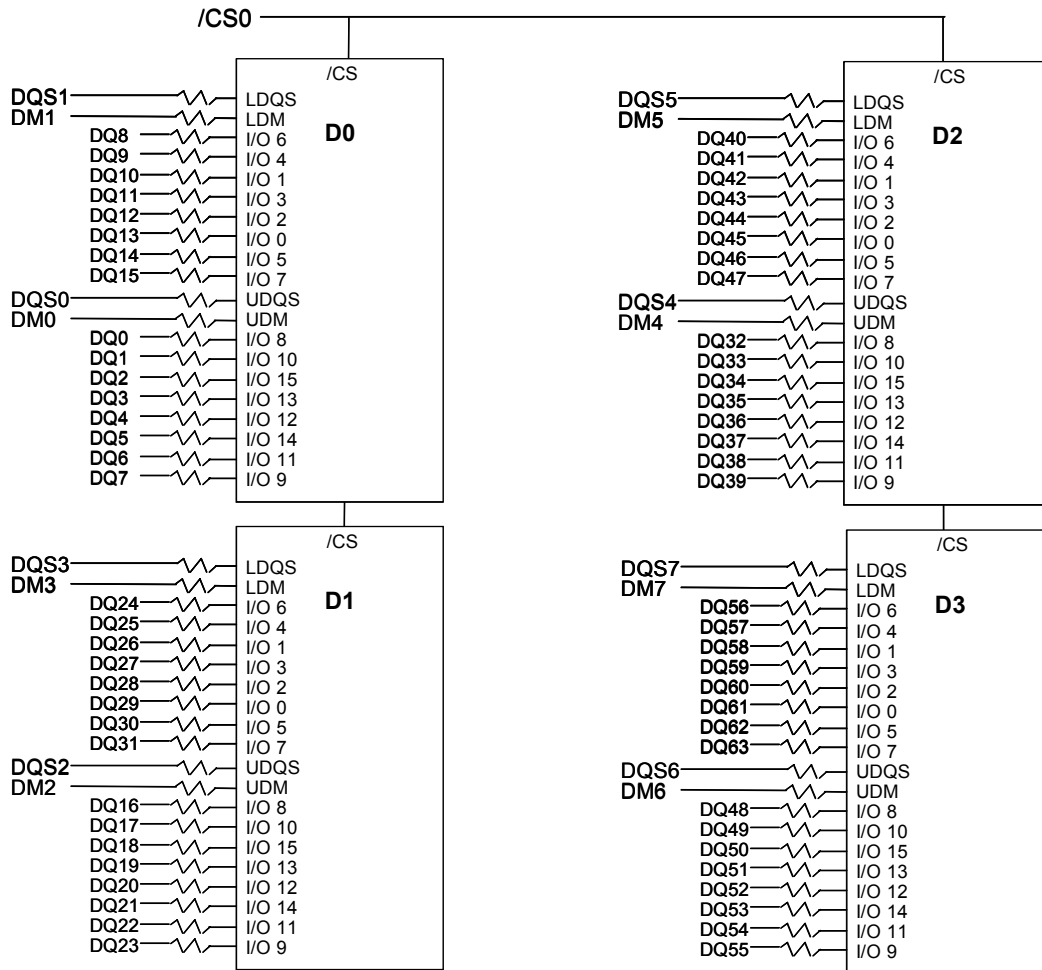 /CS0
/CS
DQS1 LDQS
DM1 LDM
D0
DQ8 I/O 6
DQ9 I/O 4
DQ10 I/O 1
DQ11 I/O 3
DQ12 I/O 2
DQ13 I/O 0
DQ14 I/O 5
DQ15 I/O 7
DQS0 UDQS
DM0 UDM
DQ0 I/O 8
DQ1 I/O 10
DQ2 I/O 15
DQ3 I/O 13
DQ4 I/O 12
DQ5 I/O 14
DQ6 I/O 11
DQ7 I/O 9
/CS
DQS3 LDQS
DM3 LDM
D1
DQ24 I/O 6
DQ25 I/O 4
DQ26 I/O 1
DQ27 I/O 3
DQ28 I/O 2
DQ29 I/O 0
DQ30 I/O 5
DQ31 I/O 7
DQS2 UDQS
DM2 UDM
DQ16 I/O 8
DQ17 I/O 10
DQ18 I/O 15
DQ19 I/O 13
DQ20 I/O 12
DQ21 I/O 14
DQ22 I/O 11
DQ23 I/O 9
/CS
DQS5 LDQS
DM5 LDM
D2
DQ40 I/O 6
DQ41 I/O 4
DQ42 I/O 1
DQ43 I/O 3
DQ44 I/O 2
DQ45 I/O 0
DQ46 I/O 5
DQ47 I/O 7
DQS4 UDQS
DM4 UDM
DQ32 I/O 8
DQ33 I/O 10
DQ34 I/O 15
DQ35 I/O 13
DQ36 I/O 12
DQ37 I/O 14
DQ38 I/O 11
DQ39 I/O 9
/CS
DQS7 LDQS
DM7 LDM
D3
DQ56 I/O 6
DQ57 I/O 4
DQ58 I/O 1
DQ59 I/O 3
DQ60 I/O 2
DQ61 I/O 0
DQ62 I/O 5
DQ63 I/O 7
DQS6 UDQS
DM6 UDM
DQ48 I/O 8
DQ49 I/O 10
DQ50 I/O 15
DQ51 I/O 13
DQ52 I/O 12
DQ53 I/O 14
DQ54 I/O 11
DQ55 I/O 9